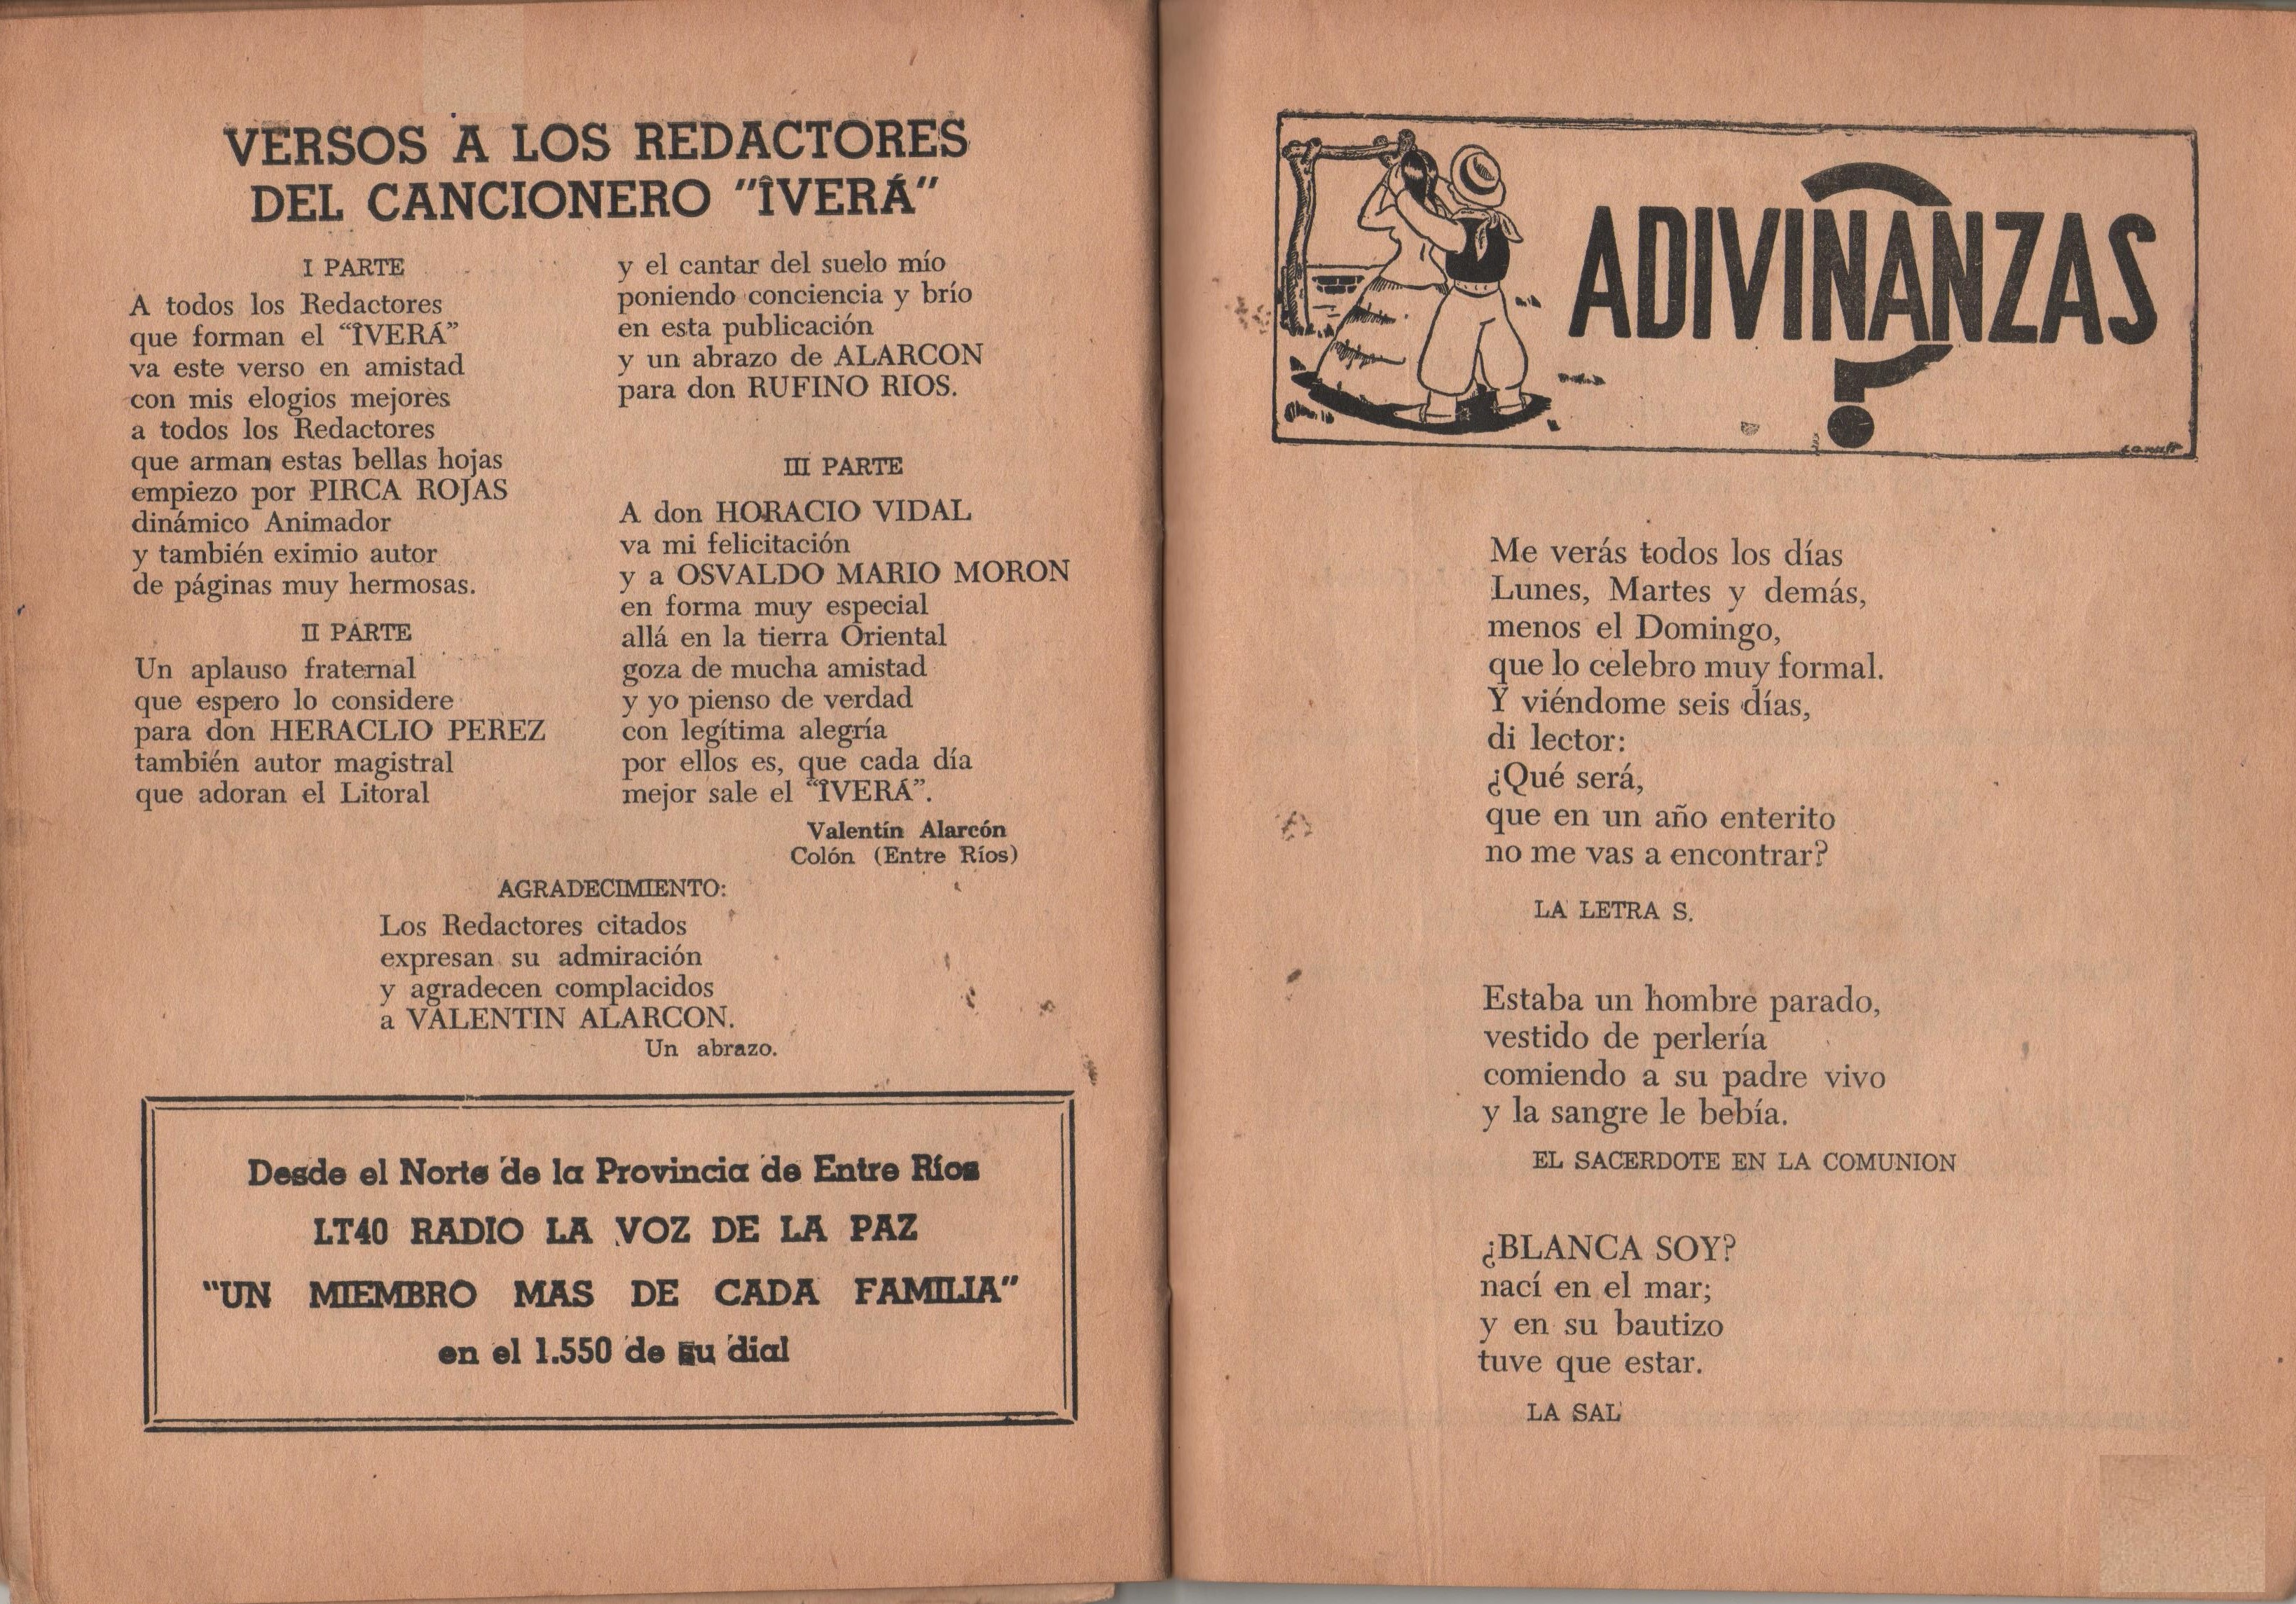 VERSOS A LOS REDACTORES
DEL CANCIONERO "ÎVERÁ"
I PARTE
A todos los Redactores
que forman el "ÎVERÁ"
va este verso en amistad
con mis elogios mejores
a todos los Redactores
que arman estas bellas hojas
empiezo por PIRCA ROJAS
dinámico Animador
y también eximio autor
de páginas muy hermosas.
II PARTE
Un aplauso fraternal
que espero lo considere
para don HERACLIO PEREZ
también autor magistral
que adoran el Litoral
y el cantar del suelo mío
poniendo conciencia y brío
en esta publicación
y un abrazo de ALARCON
para don RUFINO RIOS.
III PARTE
A don HORACIO VIDAL
va mi felicitación
y a OSVALDO MARIO MORON
en forma muy especial
allá en la tierra Oriental
goza de mucha amistad
y yo pienso de verdad
con legítima alegría
por ellos es, que cada día
mejor sale el "ÎVERÁ".
Valentín Alarcón
Colón (Entre Ríos)
AGRADECIMIENTO:
Los Redactores citados
expresan su admiración
y agradecen complacidos
a VALENTIN ALARCON.
Un abrazo.
Desde el Norte de la Provincia de Entre Ríos
LT40 RADIO LA VOZ DE LA PAZ
"UN MIEMBRO MAS DE CADA FAMILIA"
en el 1.550 de su dial
ADIVINANZAS
?
Me verás todos los días
Lunes, Martes y demás,
menos el Domingo,
que lo celebro muy formal.
Y viéndome seis días,
di lector:
¿Qué será,
que en un año enterito
no me vas a encontrar?
LA LETRA S.
Estaba un hombre parado,
vestido de perlería
comiendo a su padre vivo
y la sangre le bebía.
EL SACERDOTE EN LA COMUNION
¿BLANCA SOY?
nací en el mar;
y en su bautizo
tuve que estar.
LA SAL